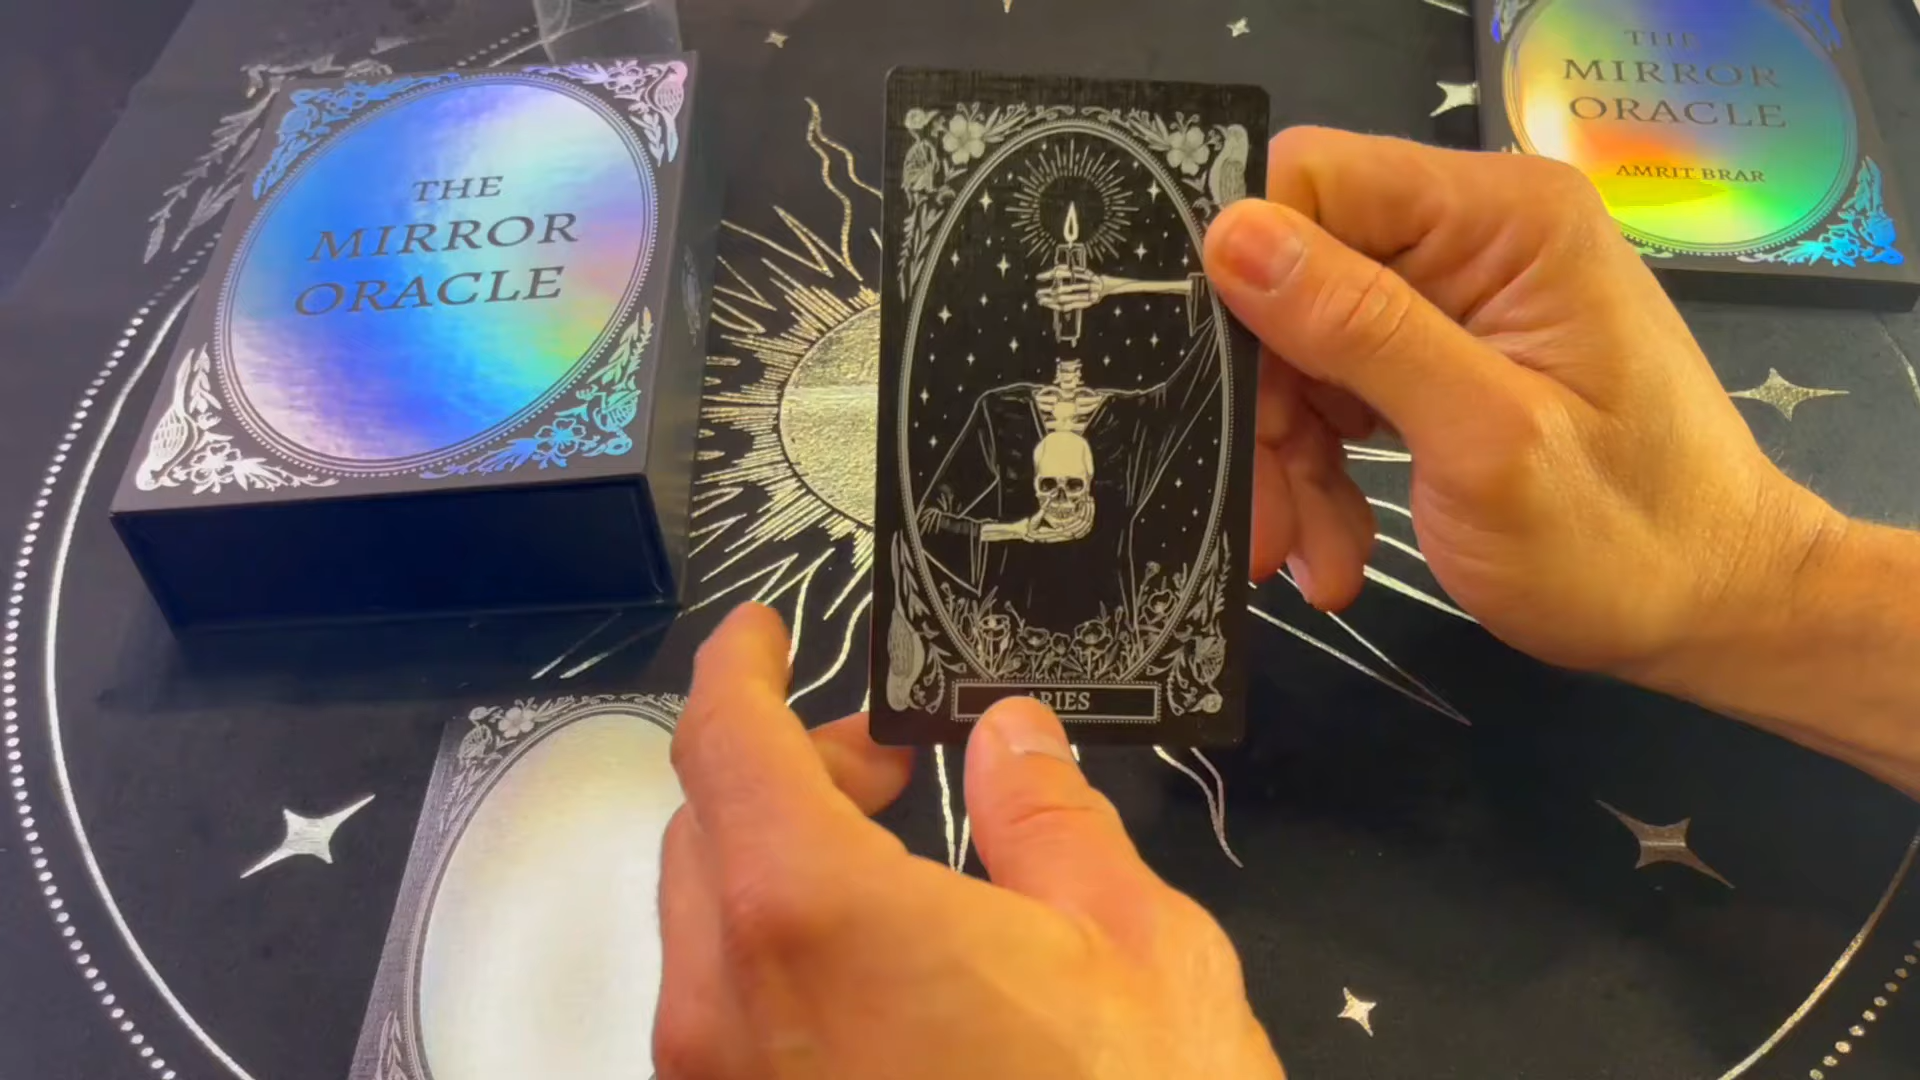 THE
MIRROR
ORACLE
THE
MIRROR
ORACLE
AMRIT BRAR
ARIES